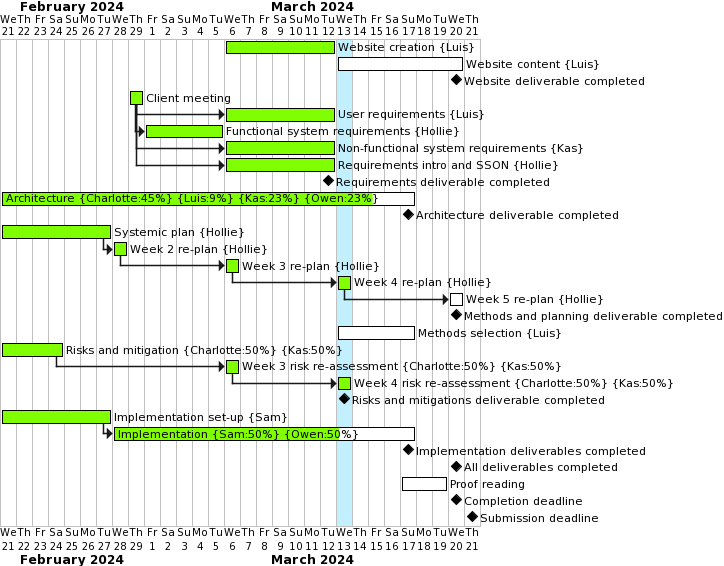 February 2024 March 2024
We Th Fr Sa Su Mo Tu We Th Fr Sa Su Mo Tu We Th Fr Sa Su Mo Tu We Th Fr Sa Su Mo Tu We Th
21 22 23 24 25 26 27 28 29 1 2 3 4 5 6 7 8 9 10 11 12 13 14 15 16 17 18 19 20 21
Website creation {Luis}
Website content {Luis}
Website deliverable completed
Client meeting
User requirements {Luis}
Functional system requirements {Hollie}
Non-functional system requirements {Kas}
Requirements intro and SSON {Hollie}
Requirements deliverable completed
Architecture {Charlotte:45%} {Luis:9%} {Kas:23%} {Owen:23%}
Architecture deliverable completed
Systemic plan {Hollie}
Week 2 re-plan {Hollie}
Week 3 re-plan {Hollie}
Week 4 re-plan {Hollie}
Week 5 re-plan {Hollie}
Methods and planning deliverable completed
Methods selection {Luis}
Risks and mitigation {Charlotte:50%} {Kas:50%}
Week 3 risk re-assessment {Charlotte:50%} {Kas:50%}
Week 4 risk re-assessment {Charlotte:50%} {Kas:50%}
Risks and mitigations deliverable completed
Implementation set-up {Sam}
Implementation {Sam:50%} {Owen:50%}
Implementation deliverables completed
All deliverables completed
Proof reading
Completion deadline
Submission deadline
We Th Fr Sa Su Mo Tu We Th Fr Sa Su Mo Tu We Th Fr Sa Su Mo Tu We Th Fr Sa Su Mo Tu We Th
21 22 23 24 25 26 27 28 29 1 2 3 4 5 6 7 8 9 10 11 12 13 14 15 16 17 18 19 20 21
February 2024 March 2024